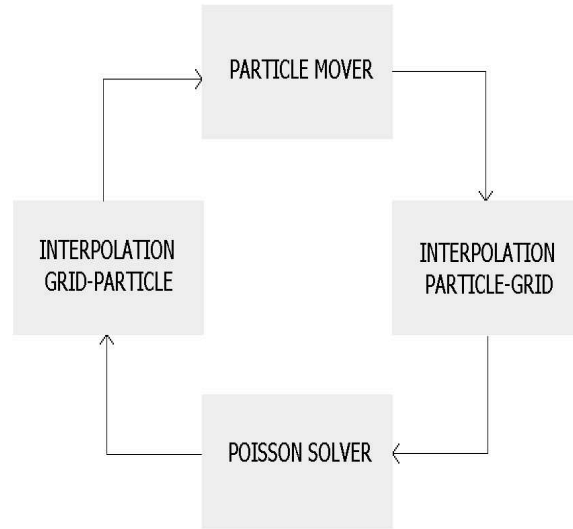 PARTICLE MOVER
INTERPOLATION
GRID-PARTICLE
INTERPOLATION
PARTICLE-GRID
POISSON SOLVER